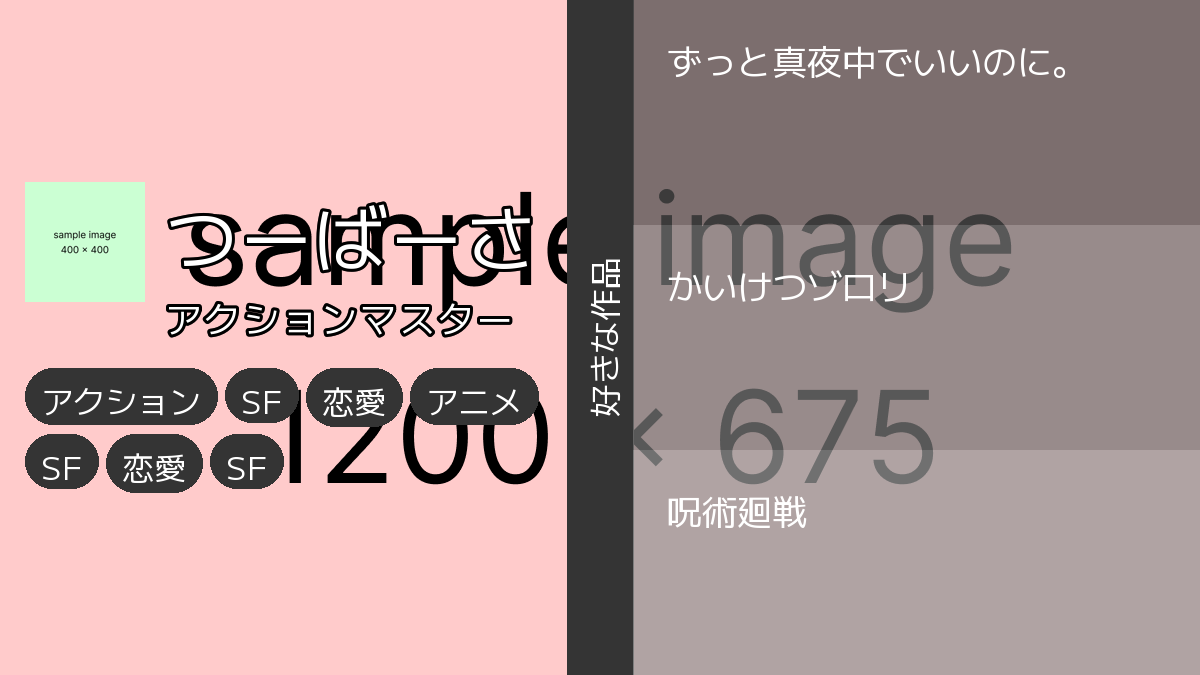 sample image
1200 × 675
sample image
400 × 400
つーばーさ
アクションマスター
アクション SF 恋愛 アニメ
SF 恋愛 SF
好きな作品
ずっと真夜中でいいのに。
かいけつゾロリ
呪術廻戦